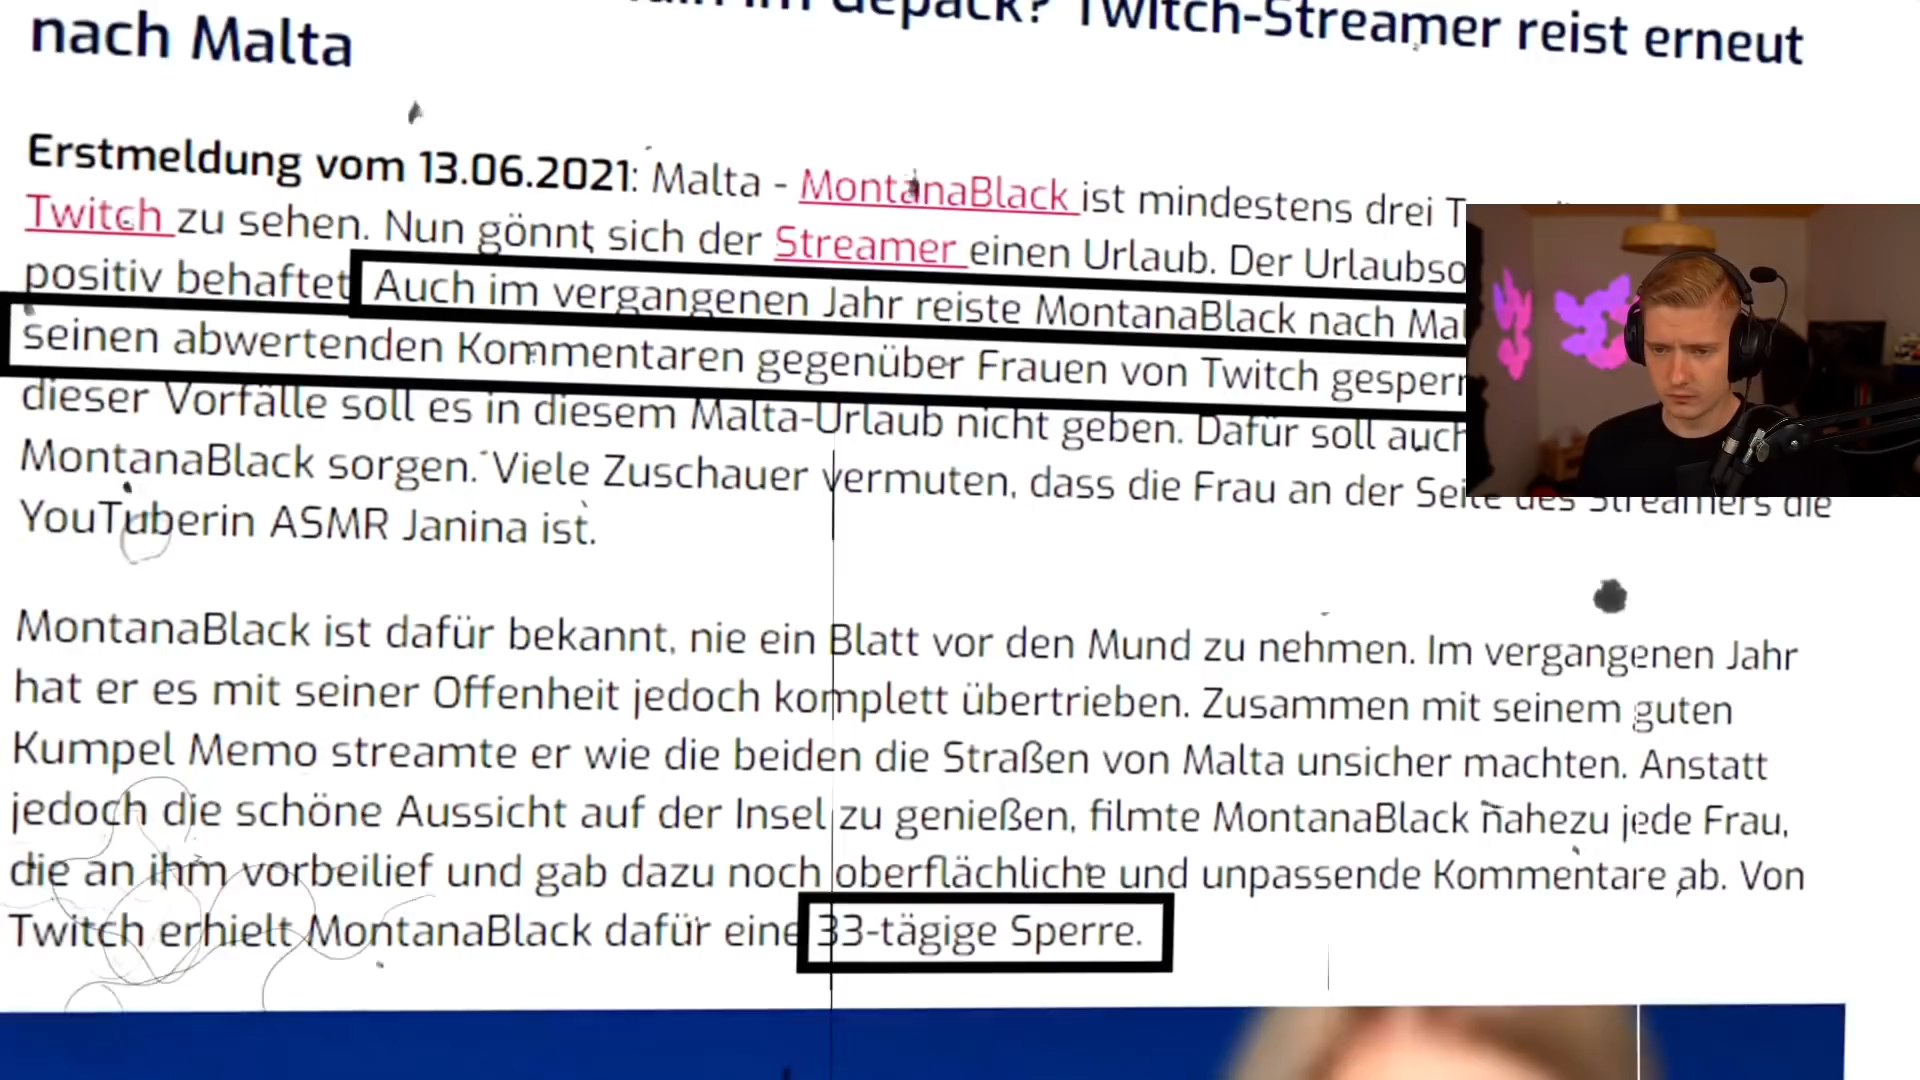 im Gepäck? Twitch-Streamer reist erneut
nach Malta
Erstmeldung vom 13.06.2021: Malta - MontanaBlack ist mindestens drei
Twitch zu sehen. Nun gönnt sich der Streamer einen Urlaub. Der
positiv behaftet. Auch im vergangenen Jahr reiste MontanaBlack nach
seinen abwertenden Kommentaren gegenüber Frauen von Twitch
dieser Vorfälle soll es in diesem Malta-Urlaub nicht geben. Dafür soll auch
MontanaBlack sorgen. Viele Zuschauer vermuten, dass die Frau an der Seite des Streamers die
YouTuberin ASMR Janina ist.
MontanaBlack ist dafür bekannt, nie ein Blatt vor den Mund zu nehmen. Im vergangenen Jahr
hat er es mit seiner Offenheit jedoch komplett übertrieben. Zusammen mit seinem guten
Kumpel Memo streamte er wie die beiden die Straßen von Malta unsicher machten. Anstatt
jedoch die schöne Aussicht auf der Insel zu genießen, filmte MontanaBlack nahezu jede Frau,
die an ihm vorbeilief und gab dazu noch oberflächliche und unpassende Kommentare ab. Von
Twitch erhielt MontanaBlack dafür eine 33-tägige Sperre.